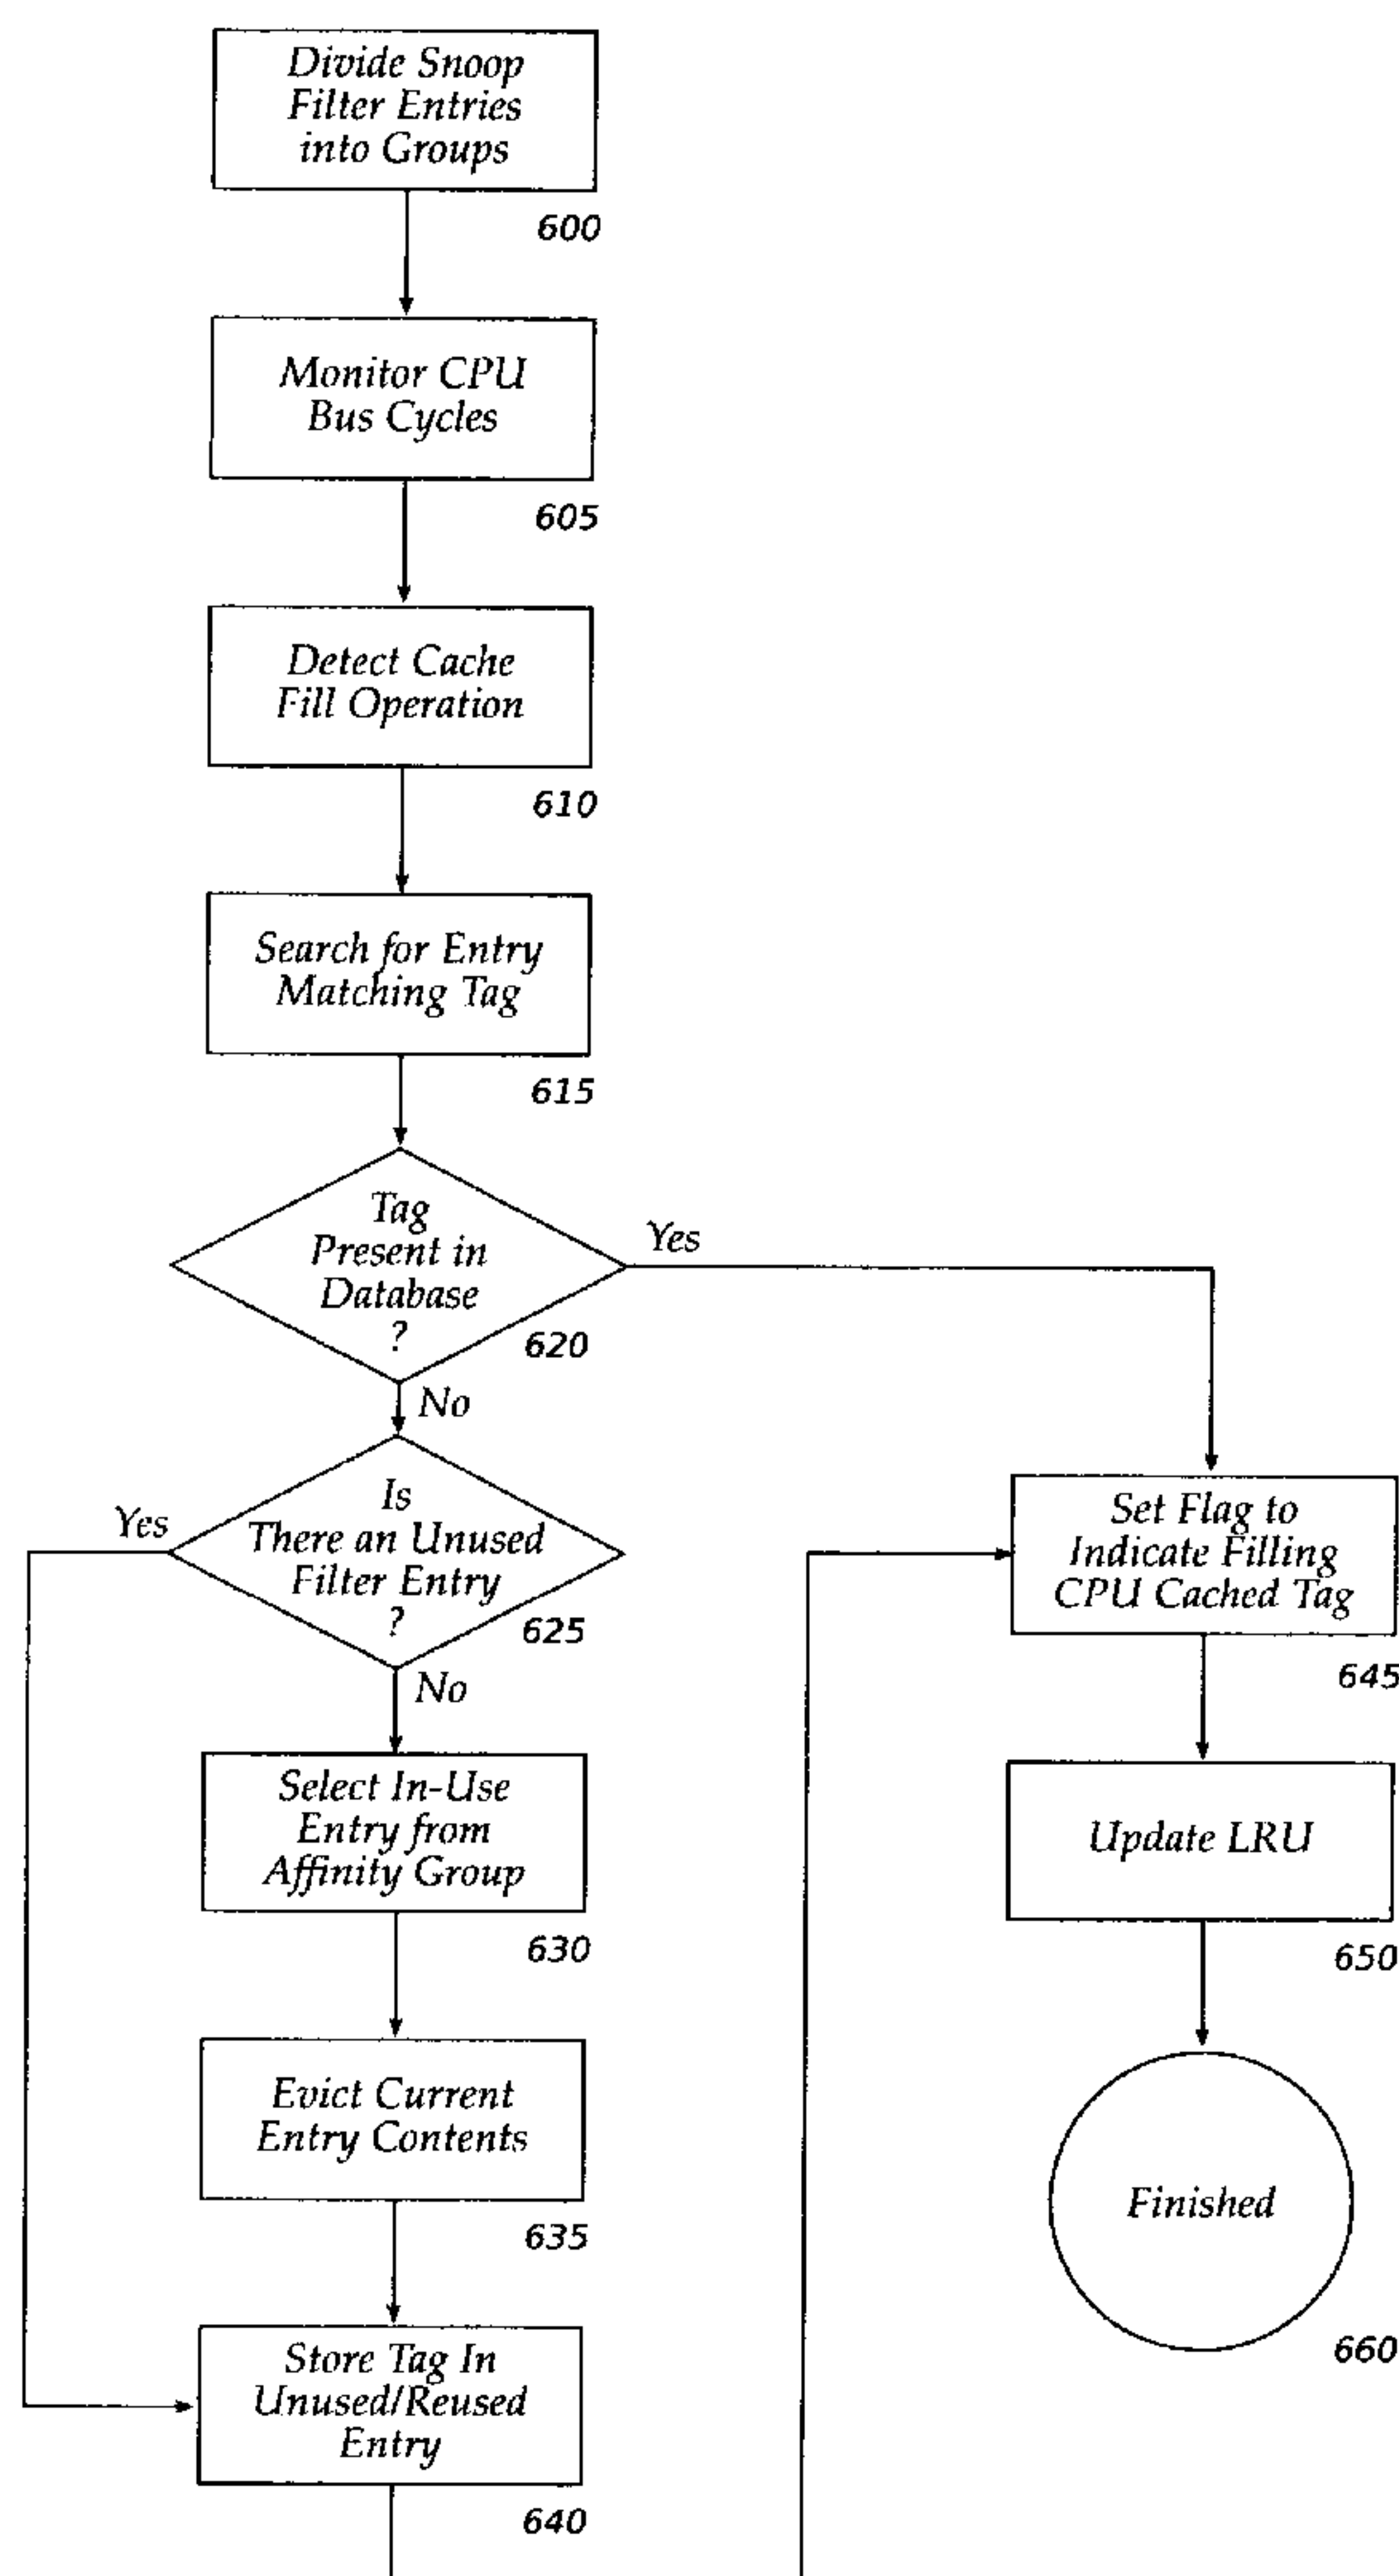 Divide Snoop
Filter Entries
into Groups
600
Monitor CPU
Bus Cycles
605
Detect Cache
Fill Operation
610
Search for Entry
Matching Tag
615
Tag
Present in
Database
?
620
Yes
No
Is
There an Unused
Filter Entry
?
625
Yes
No
Select In-Use
Entry from
Affinity Group
630
Evict Current
Entry Contents
635
Store Tag In
Unused/Reused
Entry
640
Set Flag to
Indicate Filling
CPU Cached Tag
645
Update LRU
650
Finished
660